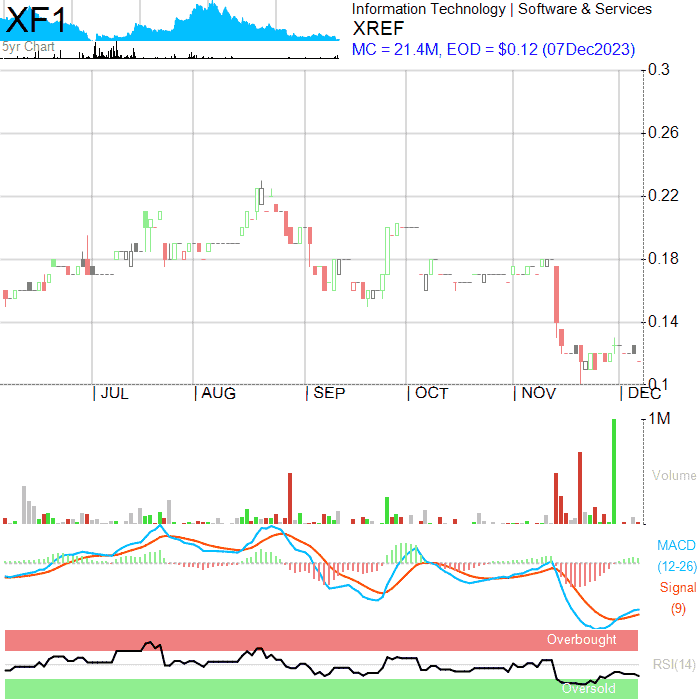 XF1
5yr Chart
Information Technology | Software & Services
XREF
MC = 21.4M, EOD = $0.12 (07Dec2023)
0.3
0.26
0.22
0.18
0.14
0.1
| JUL | AUG | SEP | OCT | NOV | DEC
1M
Volume
MACD
(12-26)
Signal
(9)
Overbought
RSI(14)
Oversold